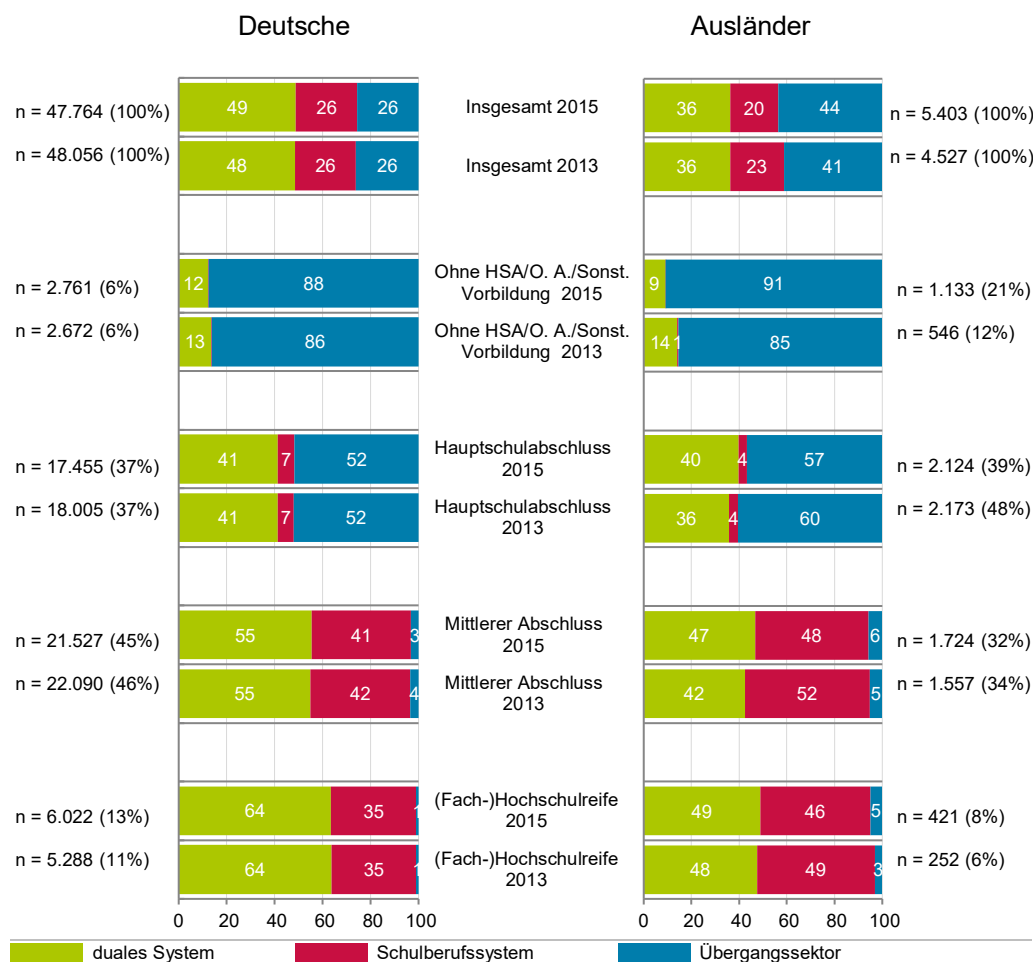 Deutsche Ausländer
n = 47.764 (100%) 49 26 26 Insgesamt 2015 36 20 44 n = 5.403 (100%)
n = 48.056 (100%) 48 26 26 Insgesamt 2013 36 23 41 n = 4.527 (100%)
n = 2.761 (6%) 12 88 Ohne HSA/O. A./Sonst.
Vorbildung 2015 9 91 n = 1.133 (21%)
n = 2.672 (6%) 13 86 Ohne HSA/O. A./Sonst.
Vorbildung 2013 14 1 85 n = 546 (12%)
n = 17.455 (37%) 41 7 52 Hauptschulabschluss
2015 40 4 57 n = 2.124 (39%)
n = 18.005 (37%) 41 7 52 Hauptschulabschluss
2013 36 4 60 n = 2.173 (48%)
n = 21.527 (45%) 55 41 3 Mittlerer Abschluss
2015 47 48 6 n = 1.724 (32%)
n = 22.090 (46%) 55 42 4 Mittlerer Abschluss
2013 42 52 5 n = 1.557 (34%)
n = 6.022 (13%) 64 35 1 (Fach-)Hochschulreife
2015 49 46 5 n = 421 (8%)
n = 5.288 (11%) 64 35 1 (Fach-)Hochschulreife
2013 48 49 3 n = 252 (6%)
0 20 40 60 80 100 0 20 40 60 80 100
duales System Schulberufssystem Übergangssektor